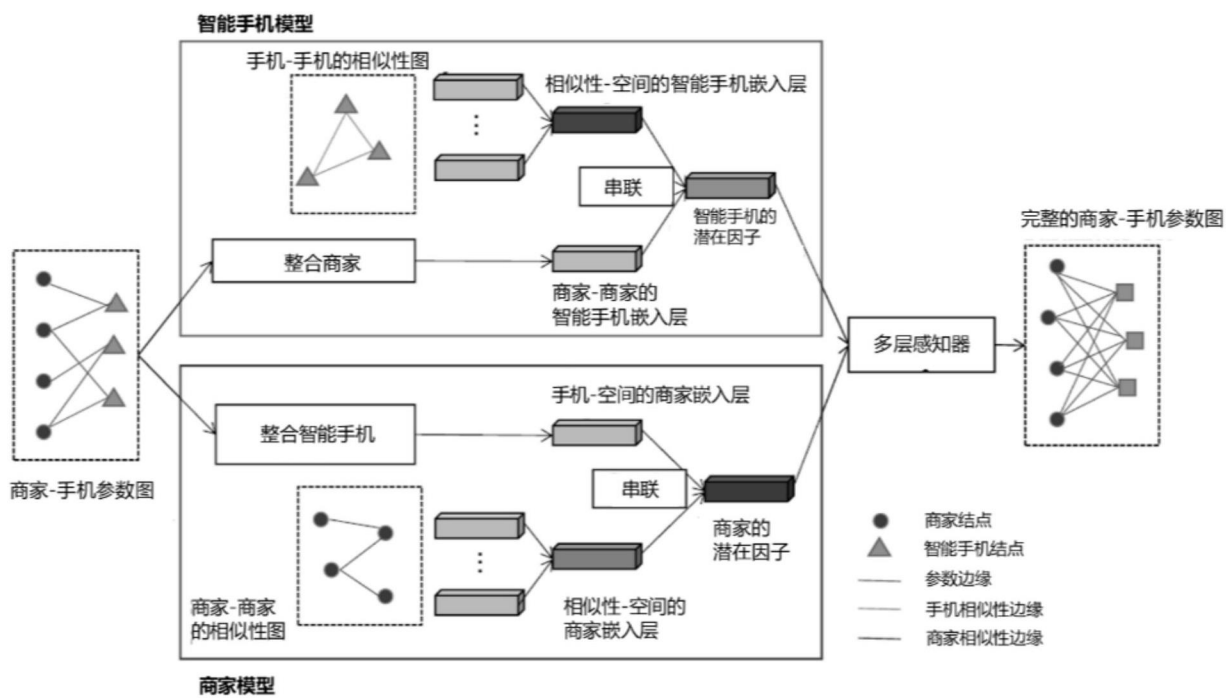 智能手机模型
手机-手机的相似性图
相似性-空间的智能手机嵌入层
串联
智能手机的
潜在因子
整合商家
商家-商家的
智能手机嵌入层
完整的商家-手机参数图
多层感知器
手机-空间的商家嵌入层
整合智能手机
商家-手机参数图
串联
商家的
潜在因子
商家-商家
的相似性图
相似性-空间的
商家嵌入层
商家结点
智能手机结点
参数边缘
手机相似性边缘
商家相似性边缘
商家模型